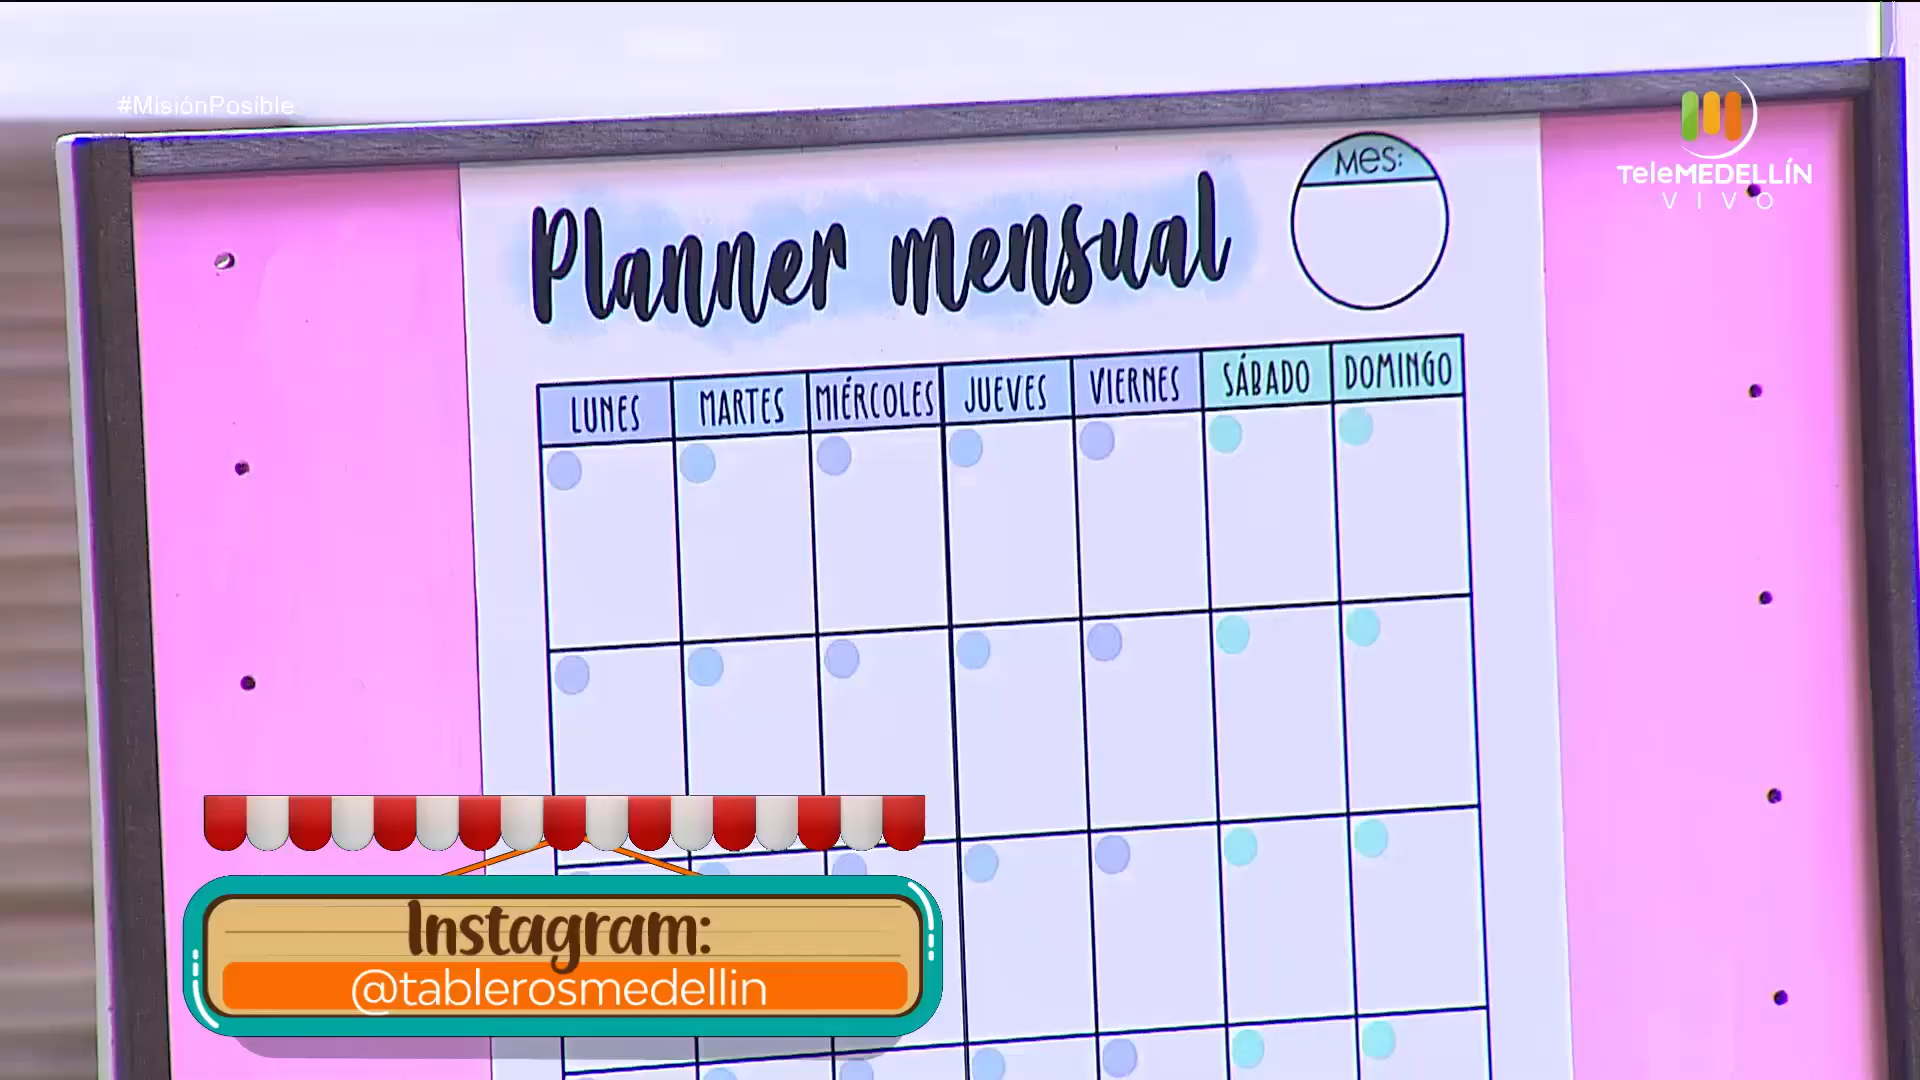 #MisiónPosible
TeleMEDELLÍN
VIVO
Mes:
Planner mensual
LUNES MARTES MIÉRCOLES JUEVES VIERNES SÁBADO DOMINGO
Instagram:
@tablerosmedellin